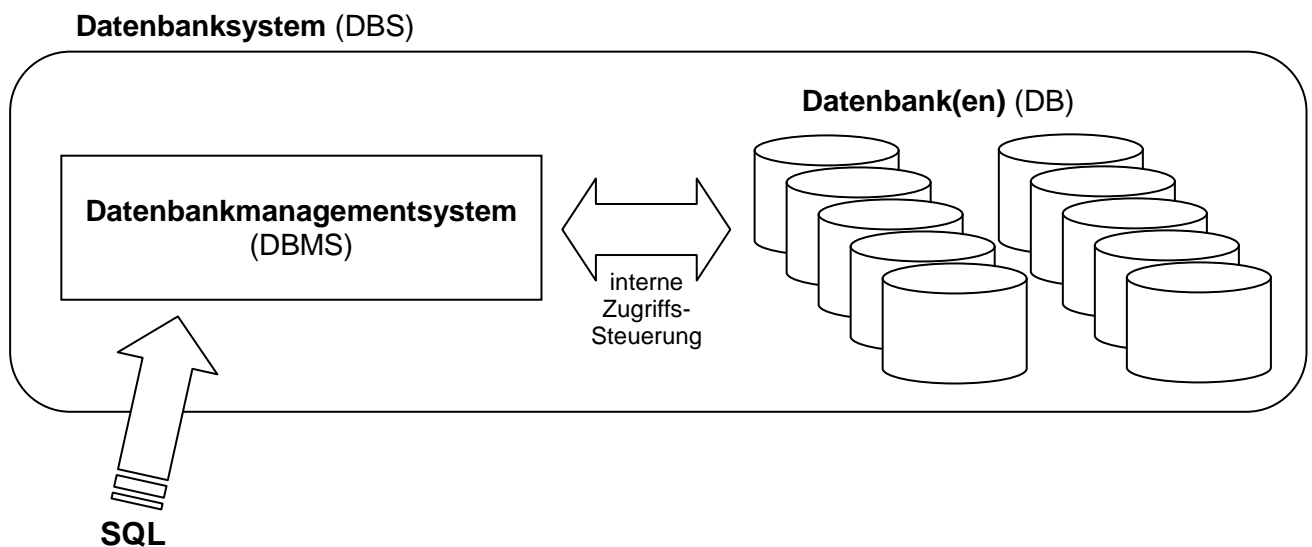 Datenbanksystem (DBS)
Datenbank(en) (DB)
Datenbankmanagementsystem
(DBMS)
interne
Zugriffs-
Steuerung
SQL